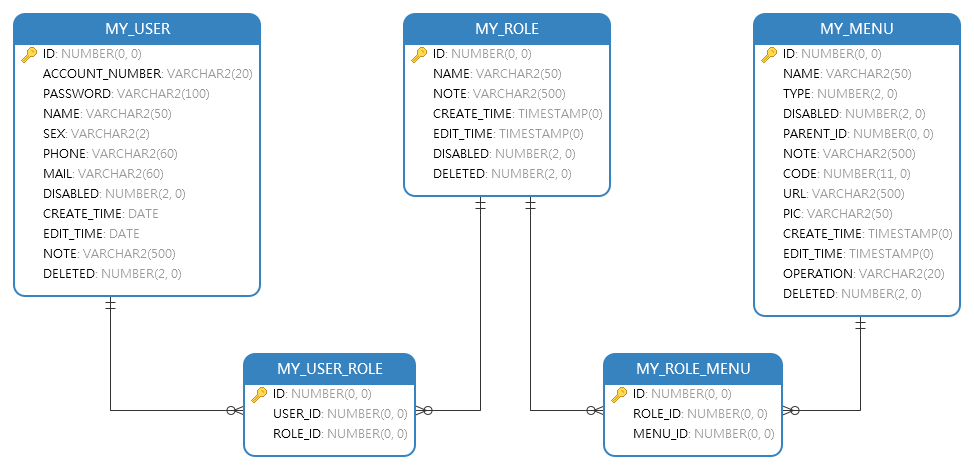 MY_USER
ID: NUMBER(0, 0)
ACCOUNT_NUMBER: VARCHAR2(20)
PASSWORD: VARCHAR2(100)
NAME: VARCHAR2(50)
SEX: VARCHAR2(2)
PHONE: VARCHAR2(60)
MAIL: VARCHAR2(60)
DISABLED: NUMBER(2, 0)
CREATE_TIME: DATE
EDIT_TIME: DATE
NOTE: VARCHAR2(500)
DELETED: NUMBER(2, 0)
MY_ROLE
ID: NUMBER(0, 0)
NAME: VARCHAR2(50)
NOTE: VARCHAR2(500)
CREATE_TIME: TIMESTAMP(0)
EDIT_TIME: TIMESTAMP(0)
DISABLED: NUMBER(2, 0)
DELETED: NUMBER(2, 0)
MY_MENU
ID: NUMBER(0, 0)
NAME: VARCHAR2(50)
TYPE: NUMBER(2, 0)
DISABLED: NUMBER(2, 0)
PARENT_ID: NUMBER(0, 0)
NOTE: VARCHAR2(500)
CODE: NUMBER(11, 0)
URL: VARCHAR2(500)
PIC: VARCHAR2(50)
CREATE_TIME: TIMESTAMP(0)
EDIT_TIME: TIMESTAMP(0)
OPERATION: VARCHAR2(20)
DELETED: NUMBER(2, 0)
MY_USER_ROLE
ID: NUMBER(0, 0)
USER_ID: NUMBER(0, 0)
ROLE_ID: NUMBER(0, 0)
MY_ROLE_MENU
ID: NUMBER(0, 0)
ROLE_ID: NUMBER(0, 0)
MENU_ID: NUMBER(0, 0)